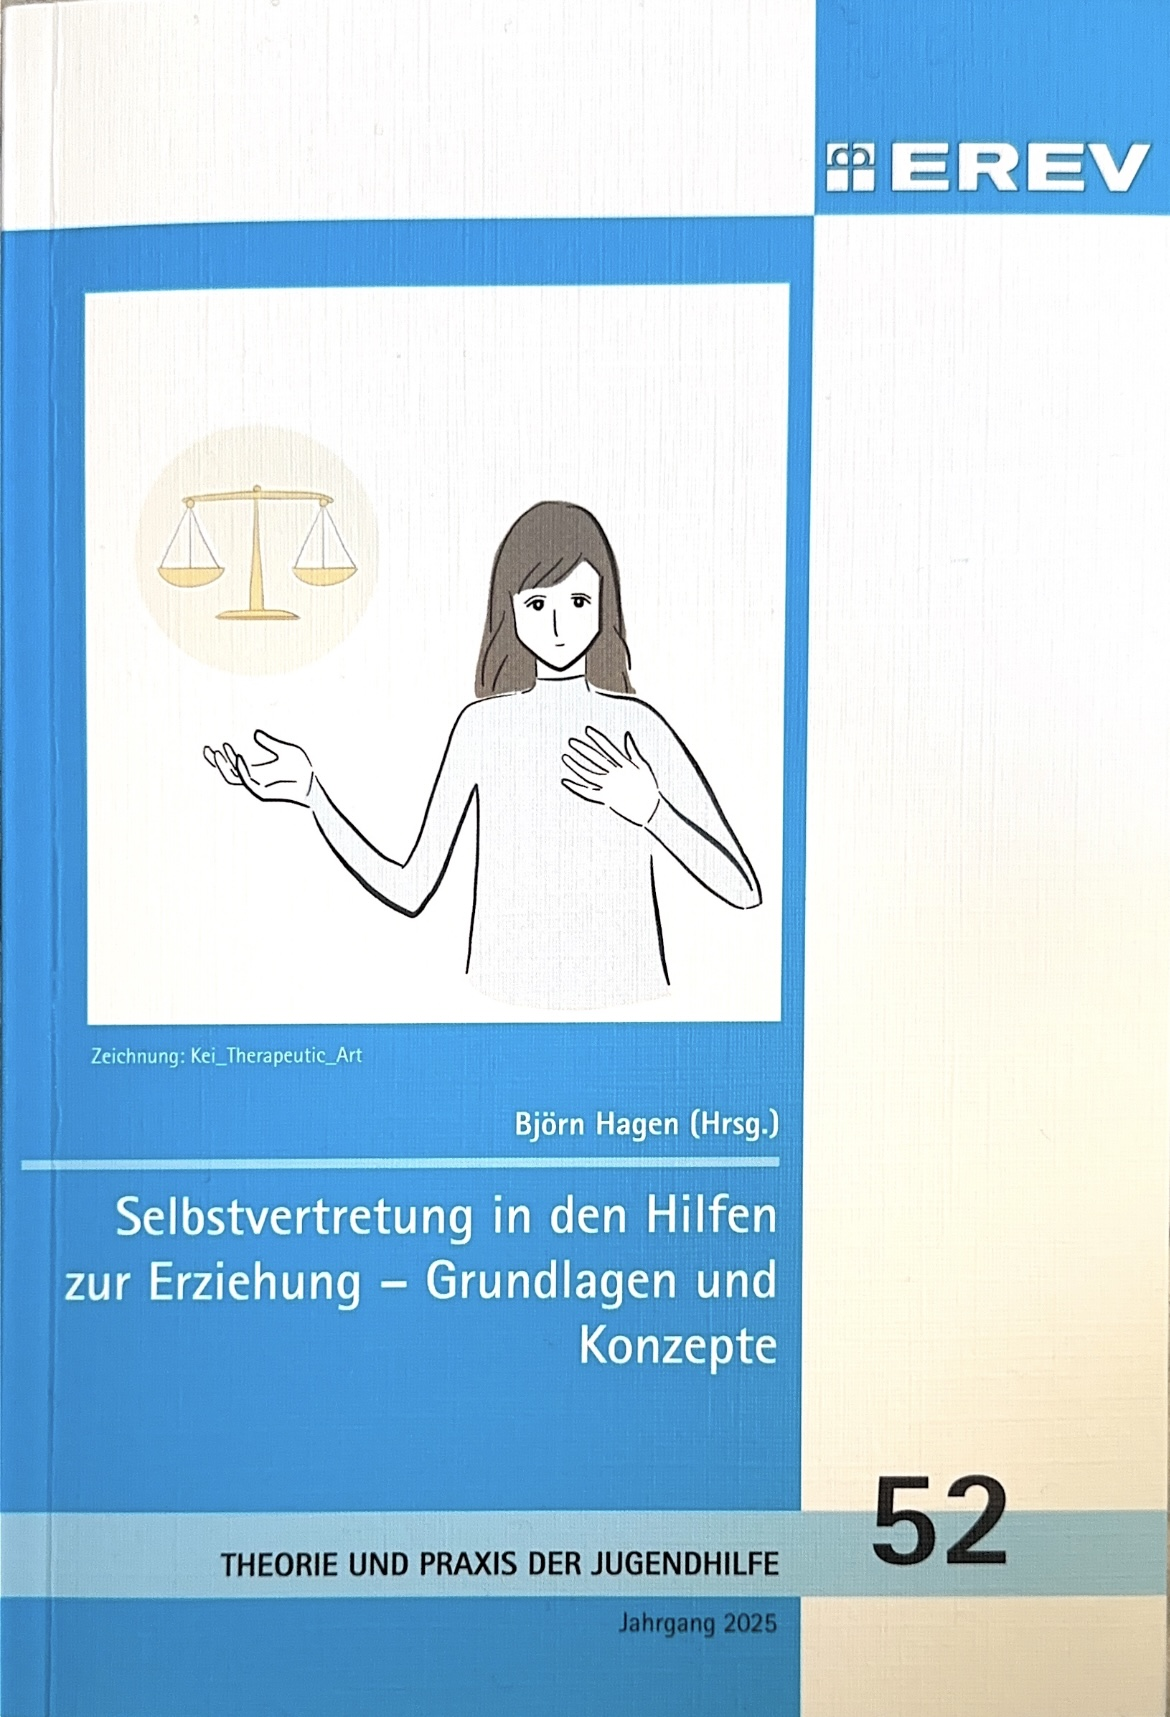 EREV
Zeichnung: Kei_Therapeutic_Art
Björn Hagen (Hrsg.)
Selbstvertretung in den Hilfen
zur Erziehung – Grundlagen und
Konzepte
52
THEORIE UND PRAXIS DER JUGENDHILFE
Jahrgang 2025